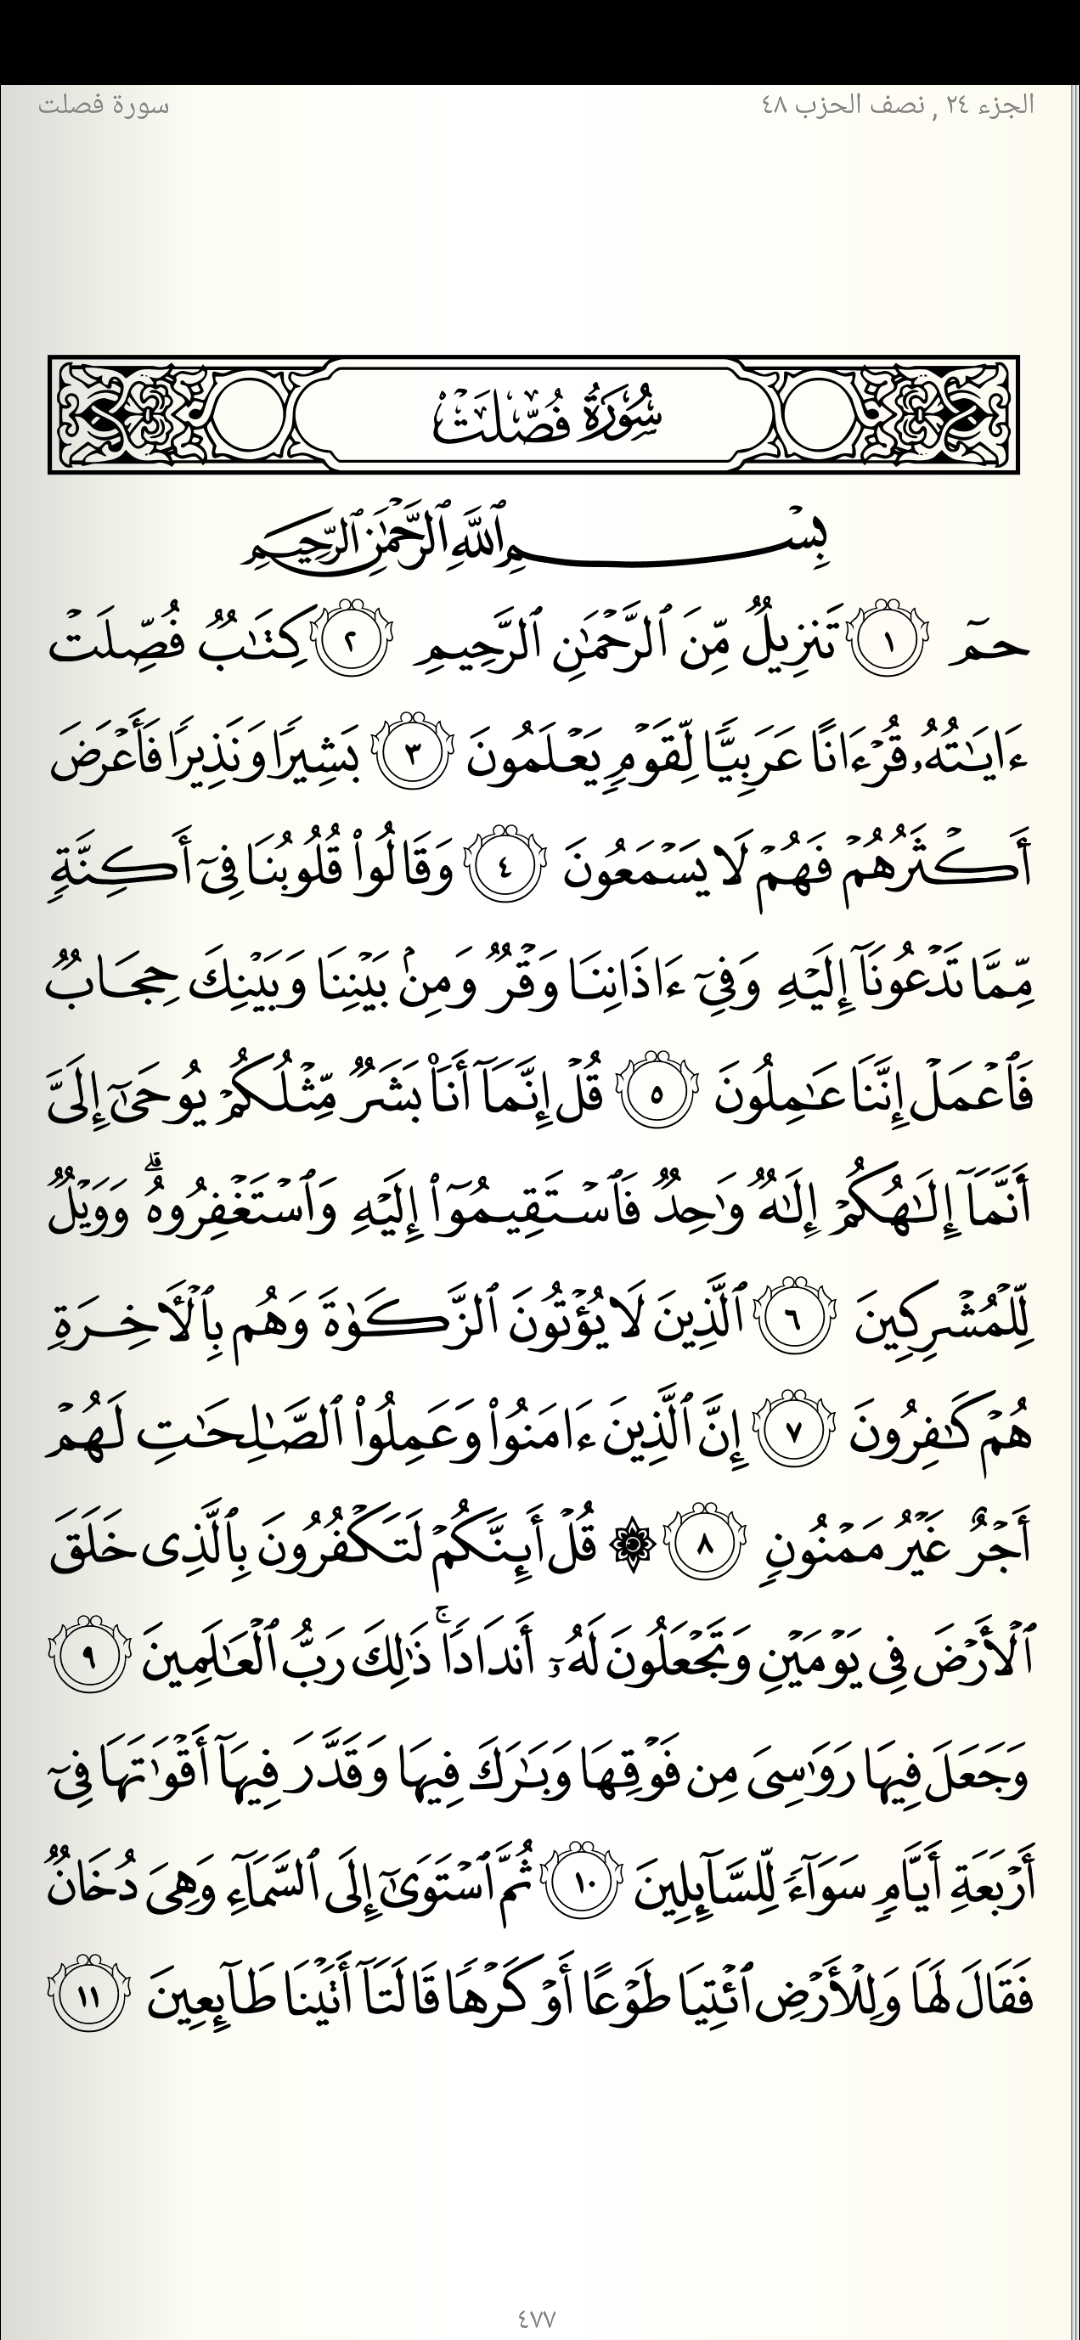 الجزء ٢٤ , نصف الحزب ٤٨
سورة فصلت
سُورَةُ فُصِّلَتْ
بِسْمِ ٱللَّهِ ٱلرَّحْمَٰنِ ٱلرَّحِيمِ
حمٓ ١ تَنزِيلٌ مِّنَ ٱلرَّحْمَٰنِ ٱلرَّحِيمِ ٢ كِتَٰبٌ فُصِّلَتْ
ءَايَٰتُهُۥ قُرْءَانًا عَرَبِيًّا لِّقَوْمٍ يَعْلَمُونَ ٣ بَشِيرًا وَنَذِيرًا فَأَعْرَضَ
أَكْثَرُهُمْ فَهُمْ لَا يَسْمَعُونَ ٤ وَقَالُوا۟ قُلُوبُنَا فِىٓ أَكِنَّةٍ
مِّمَّا تَدْعُونَآ إِلَيْهِ وَفِىٓ ءَاذَانِنَا وَقْرٌ وَمِنۢ بَيْنِنَا وَبَيْنِكَ حِجَابٌ
فَٱعْمَلْ إِنَّنَا عَٰمِلُونَ ٥ قُلْ إِنَّمَآ أَنَا۠ بَشَرٌ مِّثْلُكُمْ يُوحَىٰٓ إِلَىَّ
أَنَّمَآ إِلَٰهُكُمْ إِلَٰهٌ وَٰحِدٌ فَٱسْتَقِيمُوٓا۟ إِلَيْهِ وَٱسْتَغْفِرُوهُ ۗ وَوَيْلٌ
لِّلْمُشْرِكِينَ ٦ ٱلَّذِينَ لَا يُؤْتُونَ ٱلزَّكَوٰةَ وَهُم بِٱلْءَاخِرَةِ
هُمْ كَٰفِرُونَ ٧ إِنَّ ٱلَّذِينَ ءَامَنُوا۟ وَعَمِلُوا۟ ٱلصَّٰلِحَٰتِ لَهُمْ
أَجْرٌ غَيْرُ مَمْنُونٍ ٨ ۞ قُلْ أَئِنَّكُمْ لَتَكْفُرُونَ بِٱلَّذِى خَلَقَ
ٱلْأَرْضَ فِى يَوْمَيْنِ وَتَجْعَلُونَ لَهُۥٓ أَندَادًا ۚ ذَٰلِكَ رَبُّ ٱلْعَٰلَمِينَ ٩
وَجَعَلَ فِيهَا رَوَٰسِىَ مِن فَوْقِهَا وَبَٰرَكَ فِيهَا وَقَدَّرَ فِيهَآ أَقْوَٰتَهَا فِىٓ
أَرْبَعَةِ أَيَّامٍ سَوَآءً لِّلسَّآئِلِينَ ١٠ ثُمَّ ٱسْتَوَىٰٓ إِلَى ٱلسَّمَآءِ وَهِىَ دُخَانٌ
فَقَالَ لَهَا وَلِلْأَرْضِ ٱئْتِيَا طَوْعًا أَوْ كَرْهًا قَالَتَآ أَتَيْنَا طَآئِعِينَ ١١
٤٧٧